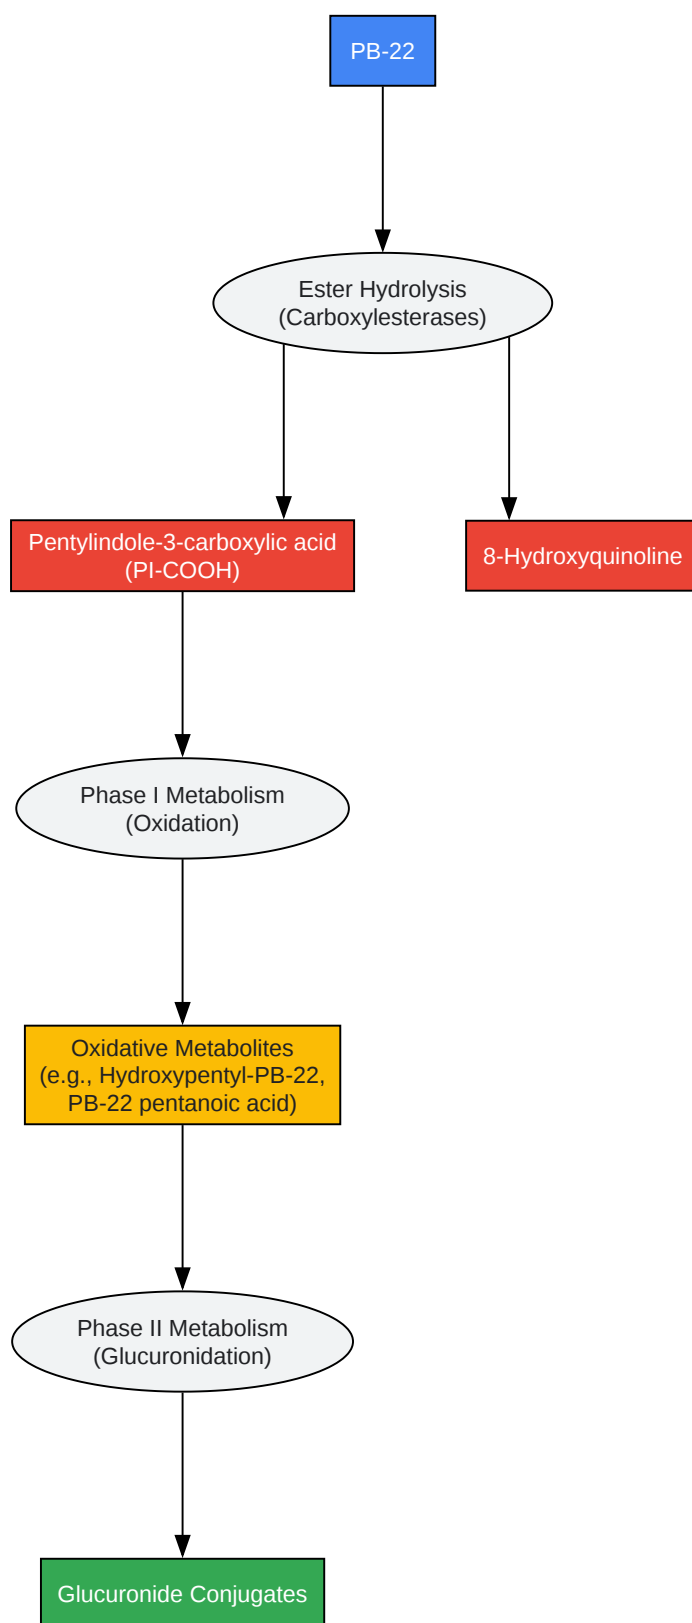 PB-22
Ester Hydrolysis
(Carboxylesterases)
Pentylindole-3-carboxylic acid
(PI-COOH)
8-Hydroxyquinoline
Phase I Metabolism
(Oxidation)
Oxidative Metabolites
(e.g., Hydroxypentyl-PB-22,
PB-22 pentanoic acid)
Phase II Metabolism
(Glucuronidation)
Glucuronide Conjugates